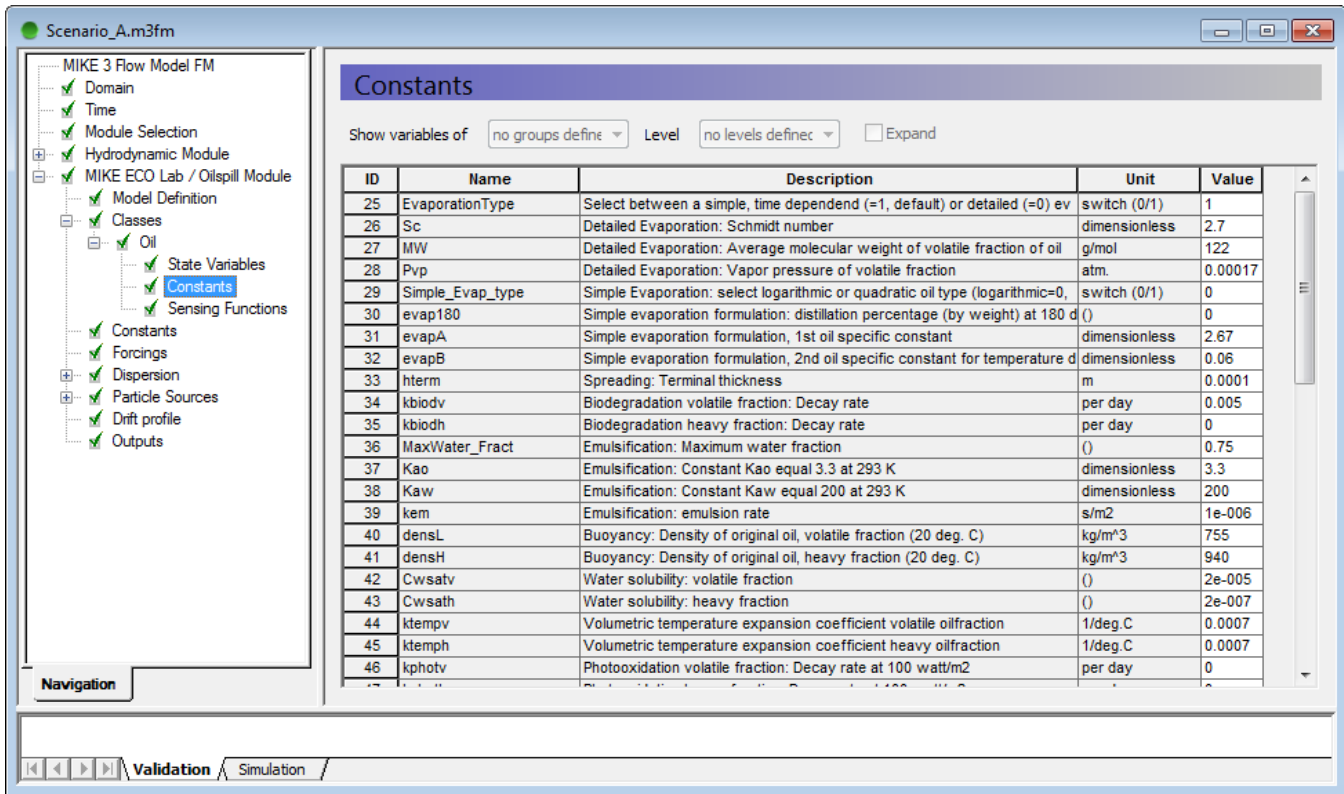 Scenario_A.m3fm
MIKE 3 Flow Model FM
Domain
Time
Module Selection
Hydrodynamic Module
MIKE ECO Lab / Oilspill Module
Model Definition
Classes
Oil
State Variables
Constants
Sensing Functions
Constants
Forcings
Dispersion
Particle Sources
Drift profile
Outputs
Navigation
Constants
Show variables of no groups define Level no levels definec Expand
ID Name Description Unit Value
25 EvaporationType Select between a simple, time dependend (=1, default) or detailed (=0) ev switch (0/1) 1
26 Sc Detailed Evaporation: Schmidt number dimensionless 2.7
27 MW Detailed Evaporation: Average molecular weight of volatile fraction of oil g/mol 122
28 Pvp Detailed Evaporation: Vapor pressure of volatile fraction atm. 0.00017
29 Simple_Evap_type Simple Evaporation: select logarithmic or quadratic oil type (logarithmic=0, switch (0/1) 0
30 evap180 Simple evaporation formulation: distillation percentage (by weight) at 180 d () 0
31 evapA Simple evaporation formulation, 1st oil specific constant dimensionless 2.67
32 evapB Simple evaporation formulation, 2nd oil specific constant for temperature d dimensionless 0.06
33 hterm Spreading: Terminal thickness m 0.0001
34 kbiodv Biodegradation volatile fraction: Decay rate per day 0.005
35 kbiodh Biodegradation heavy fraction: Decay rate per day 0
36 MaxWater_Fract Emulsification: Maximum water fraction () 0.75
37 Kao Emulsification: Constant Kao equal 3.3 at 293 K dimensionless 3.3
38 Kaw Emulsification: Constant Kaw equal 200 at 293 K dimensionless 200
39 kem Emulsification: emulsion rate s/m2 1e-006
40 densL Buoyancy: Density of original oil, volatile fraction (20 deg. C) kg/m^3 755
41 densH Buoyancy: Density of original oil, heavy fraction (20 deg. C) kg/m^3 940
42 Cwsatv Water solubility: volatile fraction () 2e-005
43 Cwsath Water solubility: heavy fraction () 2e-007
44 ktempv Volumetric temperature expansion coefficient volatile oilfraction 1/deg.C 0.0007
45 ktemph Volumetric temperature expansion coefficient heavy oilfraction 1/deg.C 0.0007
46 kphotv Photooxidation volatile fraction: Decay rate at 100 watt/m2 per day 0
Validation Simulation